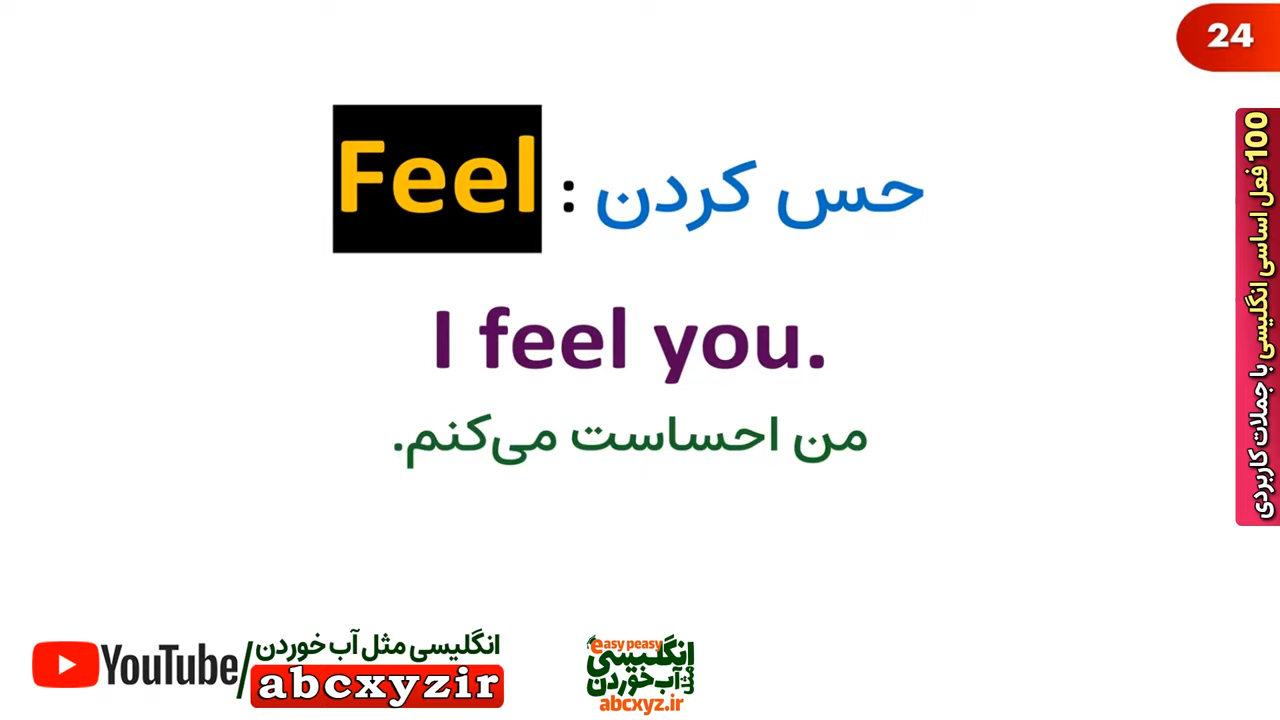 24
Feel : حس کردن
I feel you.
من احساست می‌کنم.
100 فعل اساسی انگلیسی با جملات کاربردی
YouTube/
انگلیسی مثل آب خوردن
abcxyzir
easy peasy
انگلیسی
مثل
آب خوردن
abcxyz.ir